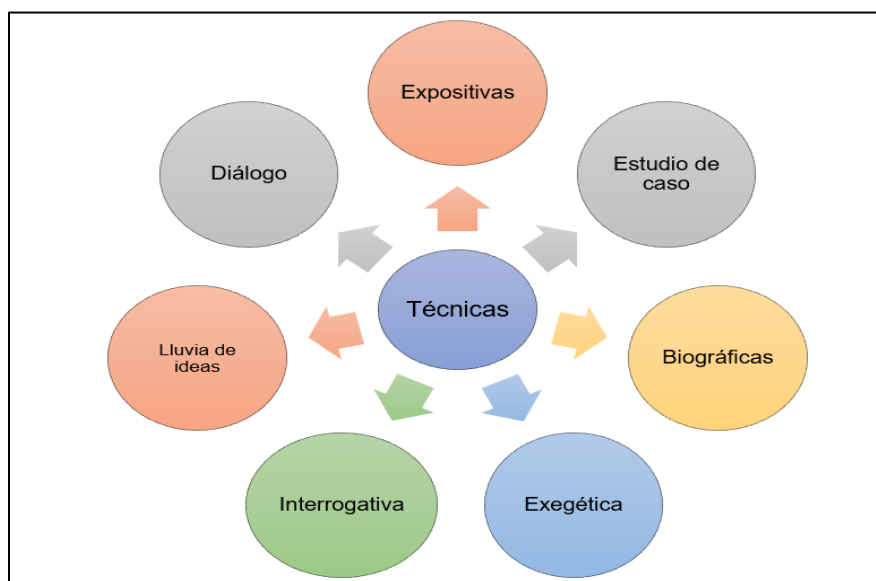 Expositivas
Estudio de
caso
Biográficas
Exegética
Interrogativa
Lluvia de
ideas
Diálogo
Técnicas